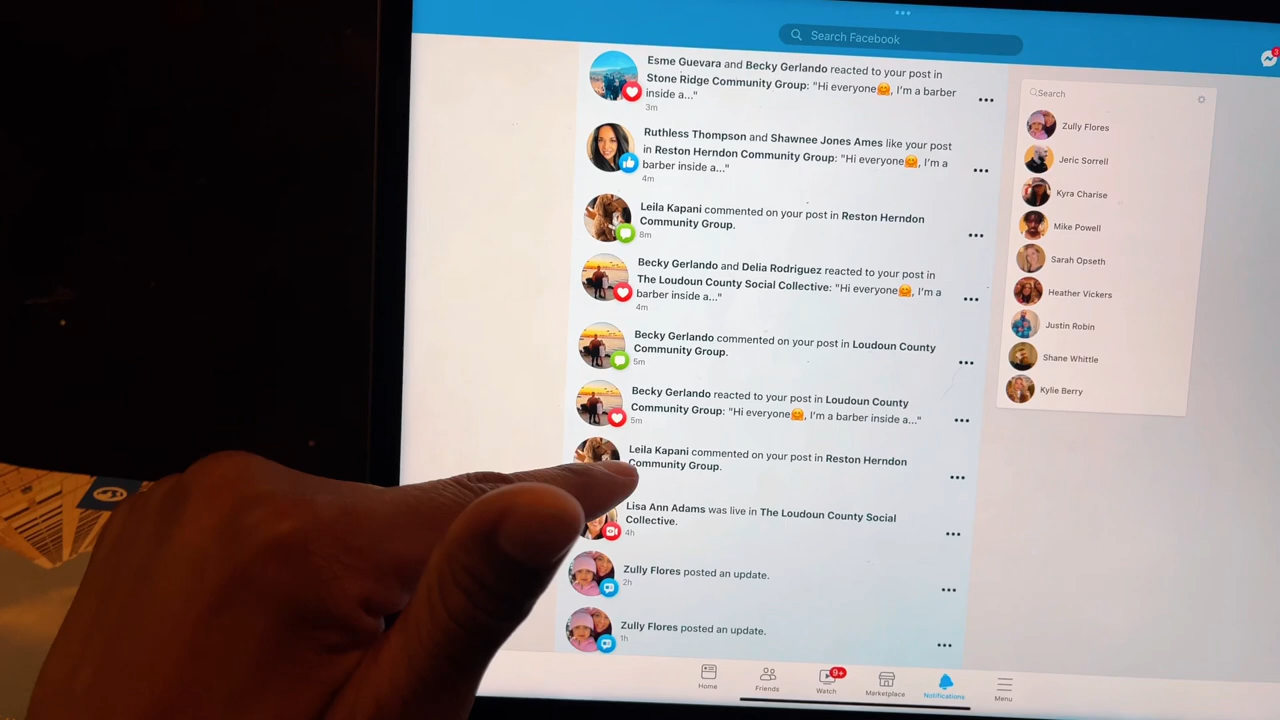 Search Facebook
3
Esme Guevara and Becky Gerlando reacted to your post in
Stone Ridge Community Group: "Hi everyone🤗, I'm a barber
inside a..."
3m
Ruthless Thompson and Shawnee Jones Ames like your post
in Reston Herndon Community Group: "Hi everyone🤗, I'm a
barber inside a..."
4m
Leila Kapani commented on your post in Reston Herndon
Community Group.
8m
Becky Gerlando and Delia Rodriguez reacted to your post in
The Loudoun County Social Collective: "Hi everyone🤗, I'm a
barber inside a..."
4m
Becky Gerlando commented on your post in Loudoun County
Community Group.
5m
Becky Gerlando reacted to your post in Loudoun County
Community Group: "Hi everyone🤗, I'm a barber inside a..."
5m
Leila Kapani commented on your post in Reston Herndon
Community Group.
Lisa Ann Adams was live in The Loudoun County Social
Collective.
4h
Zully Flores posted an update.
2h
Zully Flores posted an update.
1h
Search
Zully Flores
Jeric Sorrell
Kyra Charise
Mike Powell
Sarah Opseth
Heather Vickers
Justin Robin
Shane Whittle
Kylie Berry
Home
Friends
9+
Watch
Marketplace
Notifications
Menu